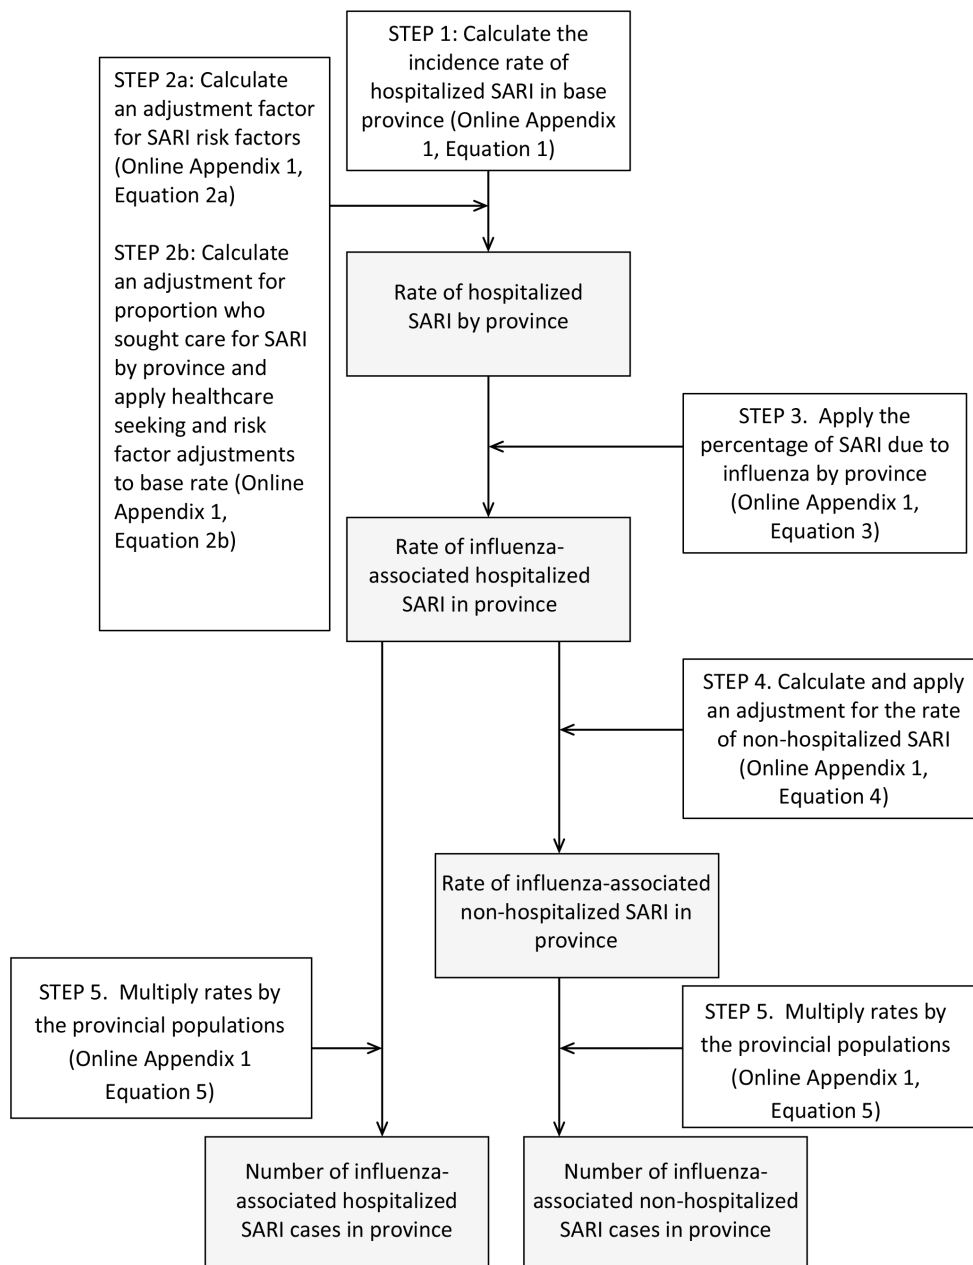 STEP 1: Calculate the
incidence rate of
hospitalized SARI in base
province (Online Appendix
1, Equation 1)
STEP 2a: Calculate
an adjustment factor
for SARI risk factors
(Online Appendix 1,
Equation 2a)
STEP 2b: Calculate
an adjustment for
proportion who
sought care for SARI
by province and
apply healthcare
seeking and risk
factor adjustments
to base rate (Online
Appendix 1,
Equation 2b)
Rate of hospitalized
SARI by province
STEP 3.  Apply the
percentage of SARI due to
influenza by province
(Online Appendix 1,
Equation 3)
Rate of influenza-
associated hospitalized
SARI in province
STEP 4. Calculate and apply
an adjustment for the rate
of non-hospitalized SARI
(Online Appendix 1,
Equation 4)
Rate of influenza-associated
non-hospitalized SARI in
province
STEP 5.  Multiply rates by
the provincial populations
(Online Appendix 1
Equation 5)
STEP 5.  Multiply rates by
the provincial populations
(Online Appendix 1,
Equation 5)
Number of influenza-
associated hospitalized
SARI cases in province
Number of influenza-
associated non-hospitalized
SARI cases in province